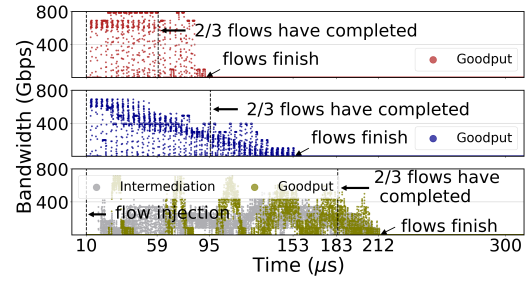 800
400
2/3 flows have completed
flows finish
Goodput
800
400
2/3 flows have completed
flows finish
Goodput
800
400
Intermediation
Goodput
2/3 flows have
completed
flow injection
flows finish
Bandwidth (Gbps)
10 59 95 153 183 212 300
Time (μs)